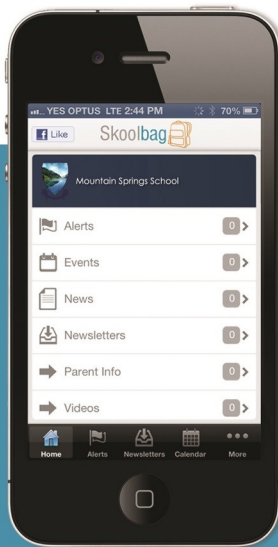 YES OPTUS LTE 2:44 PM 70%
f Like Skoolbag
Mountain Springs School
Alerts 0
Events 0
News 0
Newsletters 0
Parent Info 0
Videos 0
Home Alerts Newsletters Calendar More